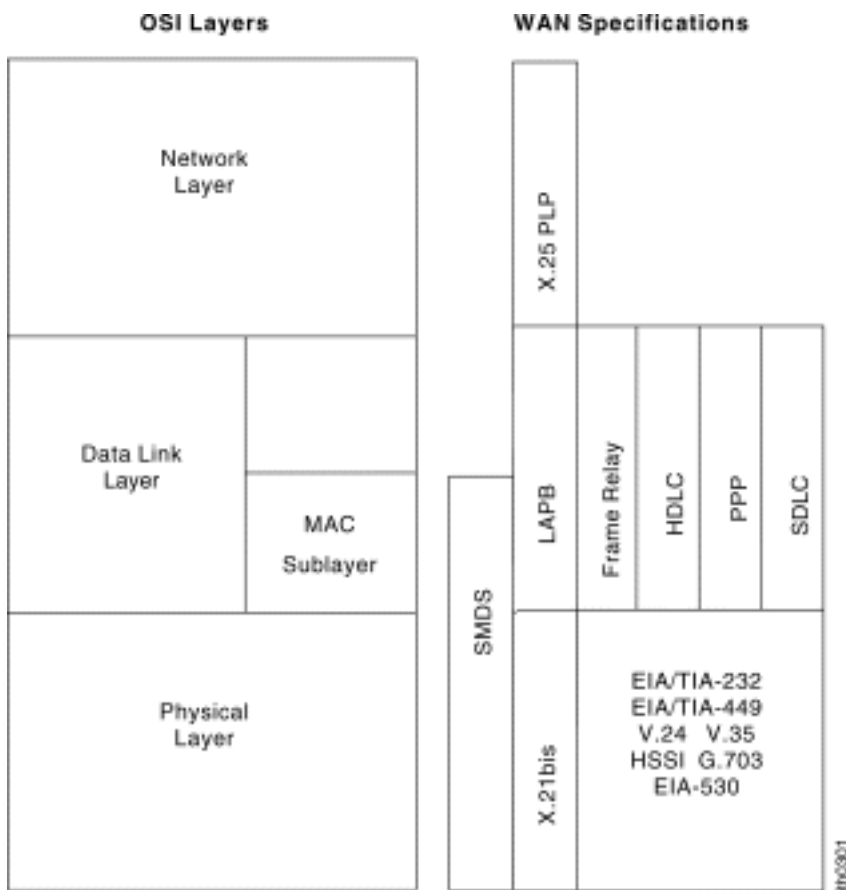 OSI Layers
WAN Specifications
Network
Layer
X.25 PLP
Data Link
Layer
MAC
Sublayer
SMDS
LAPB
Frame Relay
HDLC
PPP
SDLC
Physical
Layer
X.21bis
EIA/TIA-232
EIA/TIA-449
V.24 V.35
HSSI G.703
EIA-530